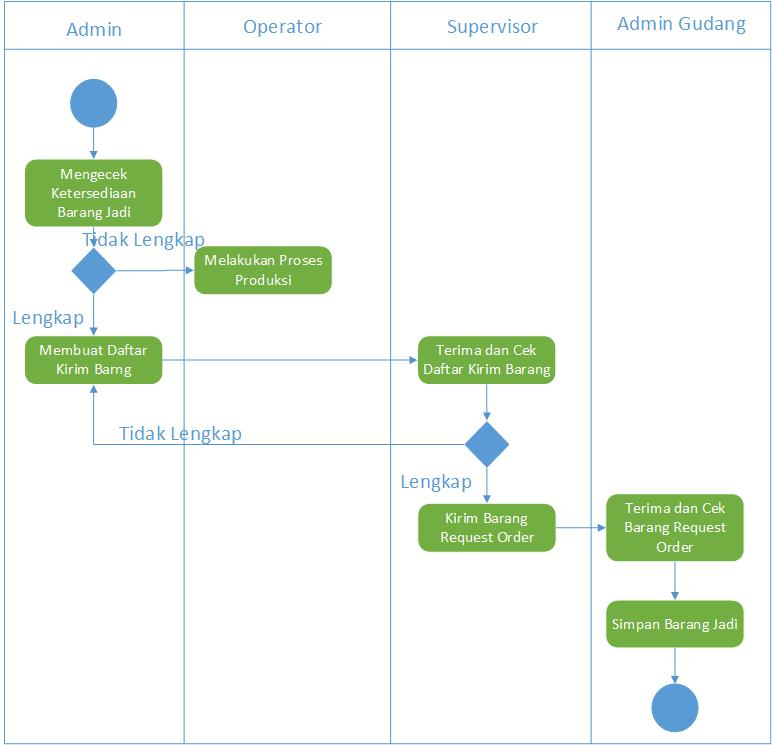 Admin
Operator
Supervisor
Admin Gudang
Mengecek
Ketersediaan
Barang Jadi
Tidak Lengkap
Melakukan Proses
Produksi
Lengkap
Membuat Daftar
Kirim Barng
Terima dan Cek
Daftar Kirim Barang
Tidak Lengkap
Lengkap
Kirim Barang
Request Order
Terima dan Cek
Barang Request
Order
Simpan Barang Jadi